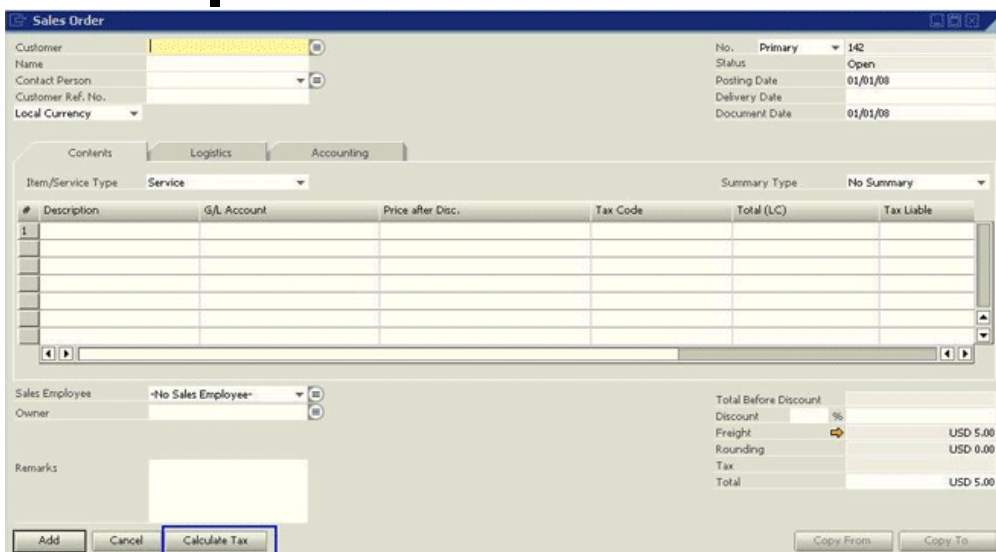 Sales Order
Customer
Name
Contact Person
Customer Ref. No.
Local Currency
No. Primary 142
Status Open
Posting Date 01/01/08
Delivery Date
Document Date 01/01/08
Contents Logistics Accounting
Item/Service Type Service Summary Type No Summary
# Description G/L Account Price after Disc. Tax Code Total (LC) Tax Liable
1
Sales Employee -No Sales Employee-
Owner
Remarks
Total Before Discount
Discount %
Freight USD 5.00
Rounding USD 0.00
Tax
Total USD 5.00
Add Cancel Calculate Tax Copy From Copy To